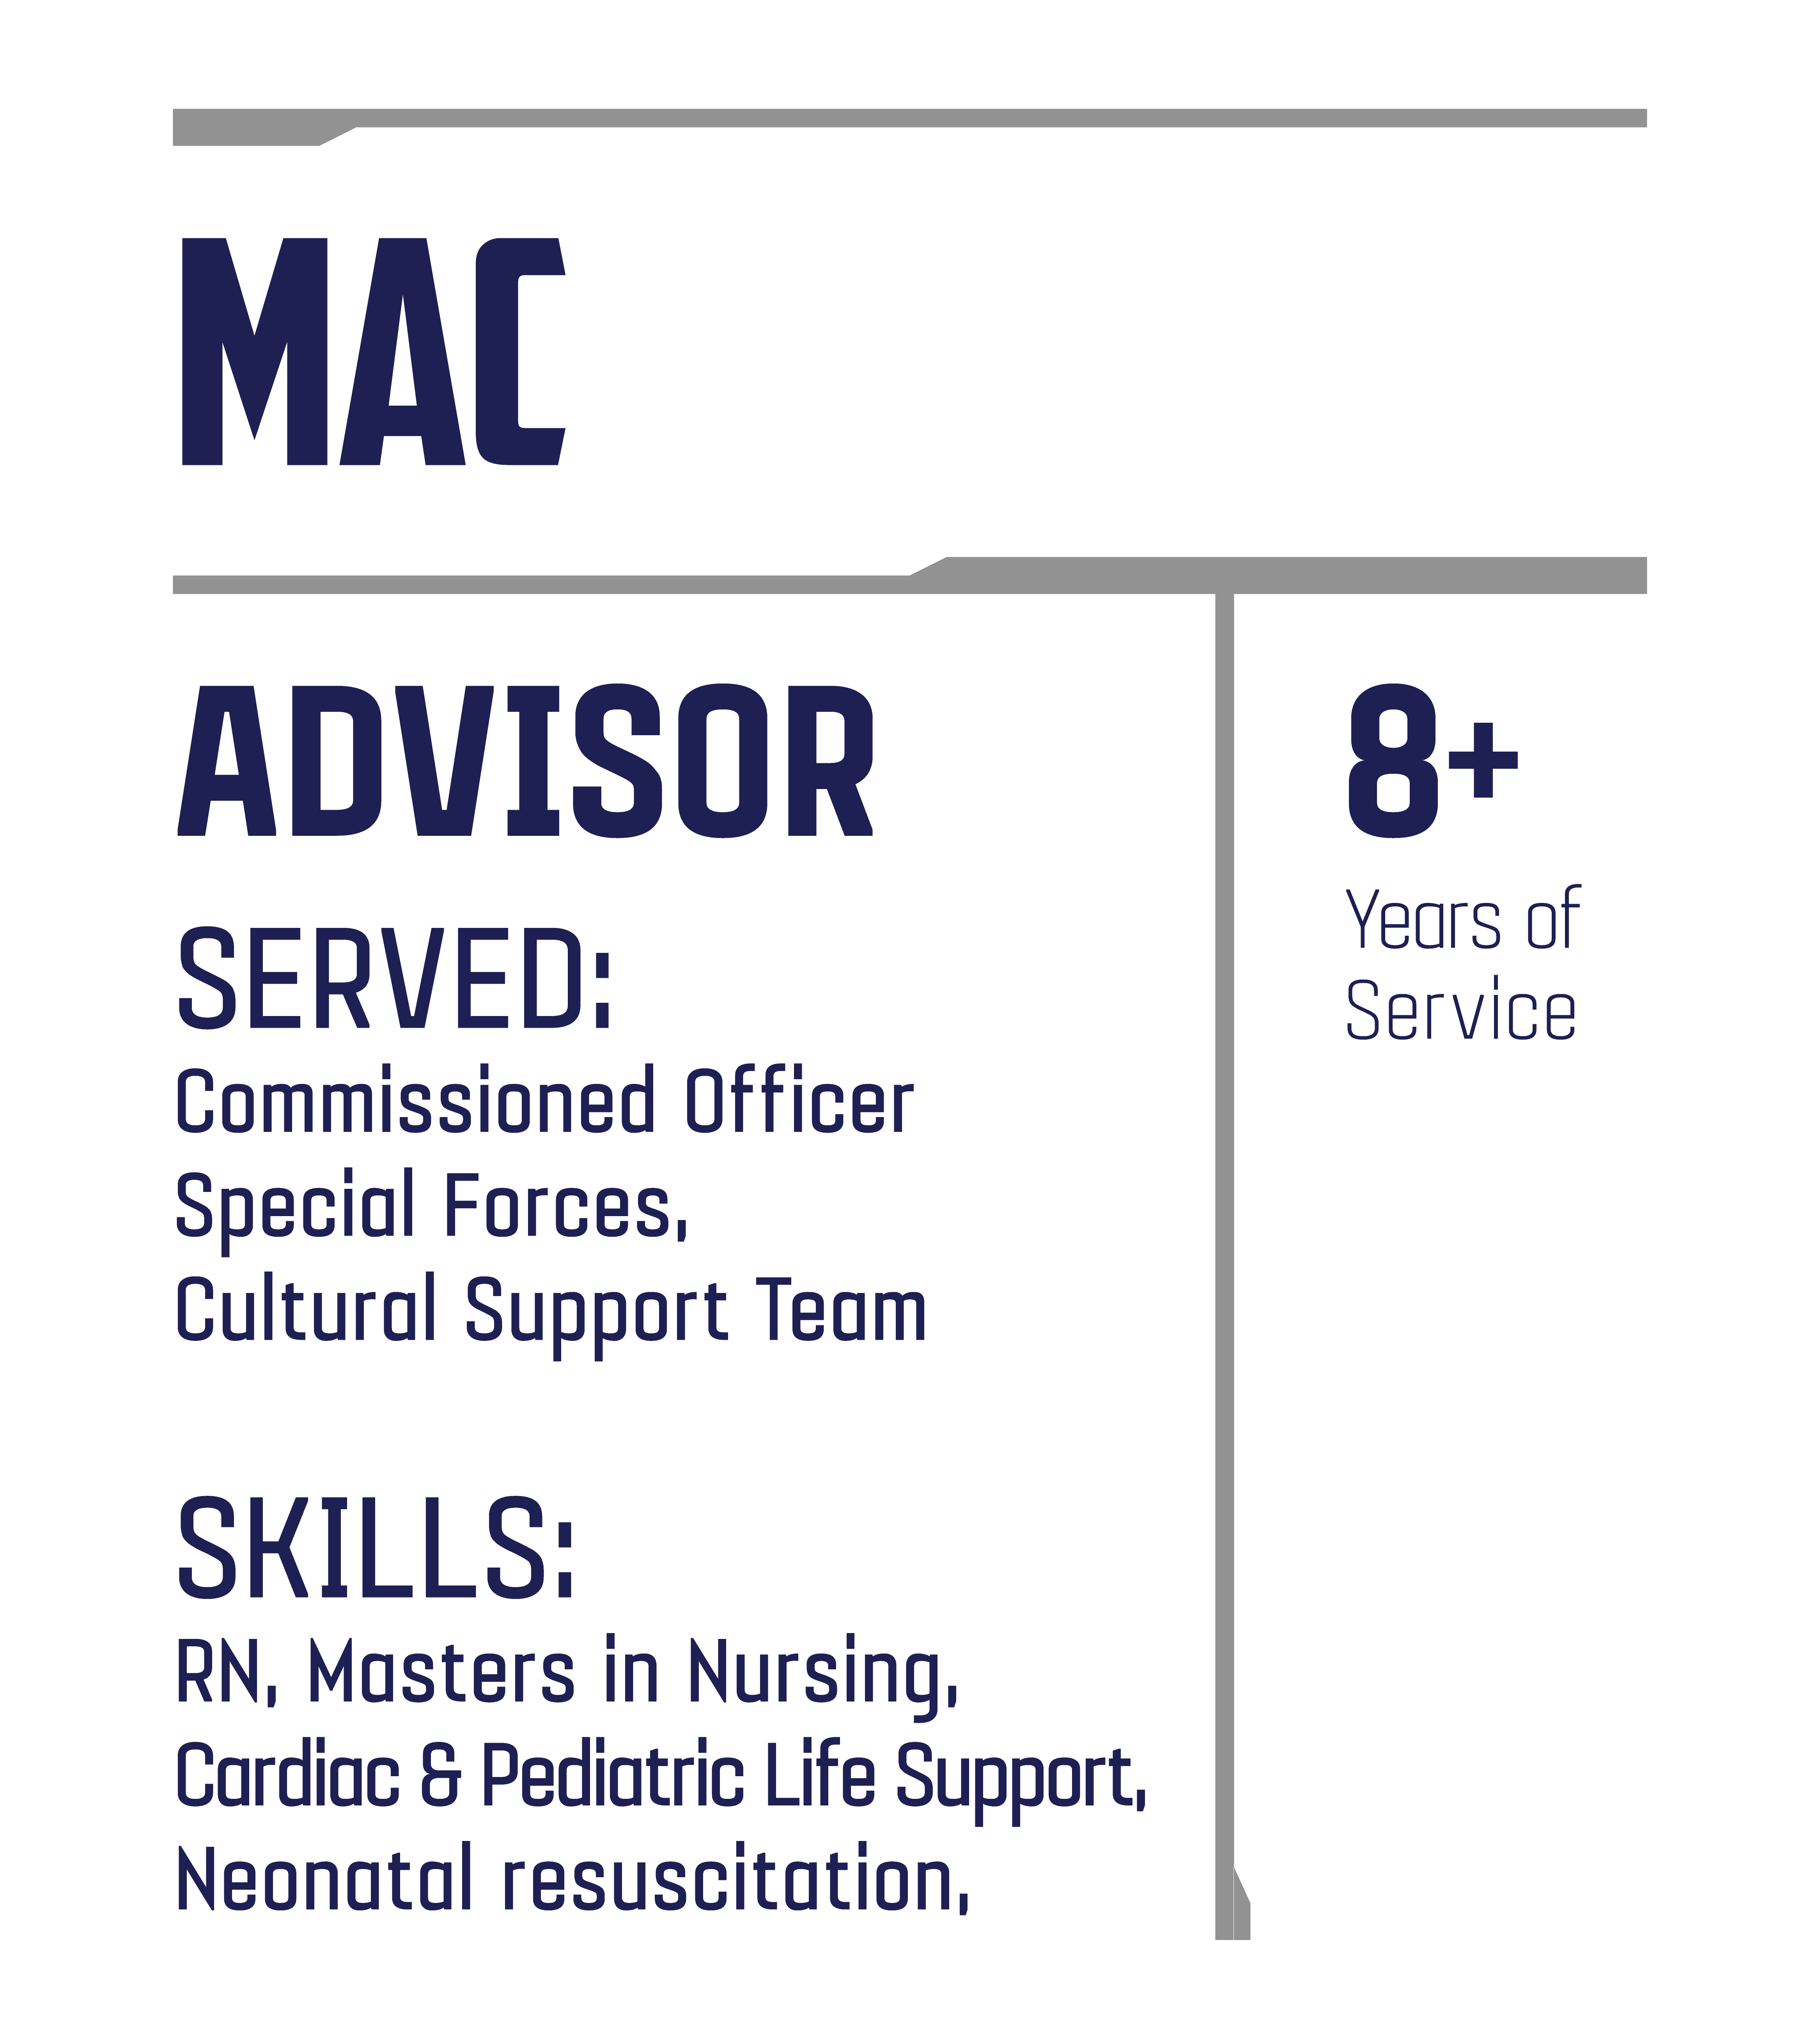 MAC
ADVISOR
SERVED:
Commissioned Officer
Special Forces,
Cultural Support Team
SKILLS:
RN, Masters in Nursing,
Cardiac & Pediatric Life Support,
Neonatal resuscitation,
8+
Years of
Service